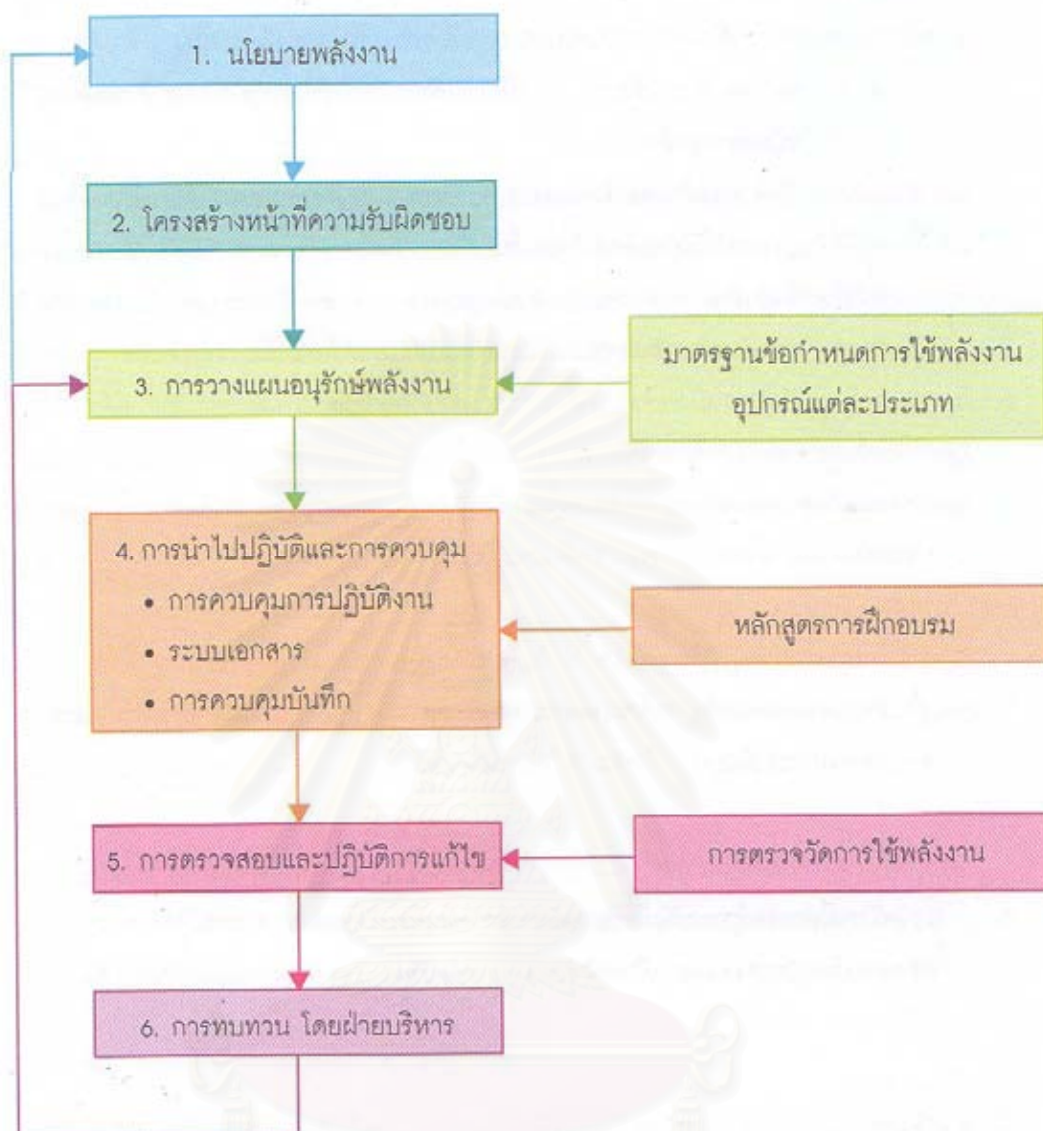 1. นโยบายพลังงาน
2. โครงสร้างหน้าที่ความรับผิดชอบ
3. การวางแผนอนุรักษ์พลังงาน
มาตรฐานข้อกำหนดการใช้พลังงาน
อุปกรณ์แต่ละประเภท
4. การนำไปปฏิบัติและการควบคุม
• การควบคุมการปฏิบัติงาน
• ระบบเอกสาร
• การควบคุมบันทึก
หลักสูตรการฝึกอบรม
5. การตรวจสอบและปฏิบัติการแก้ไข
การตรวจวัดการใช้พลังงาน
6. การทบทวน โดยฝ่ายบริหาร